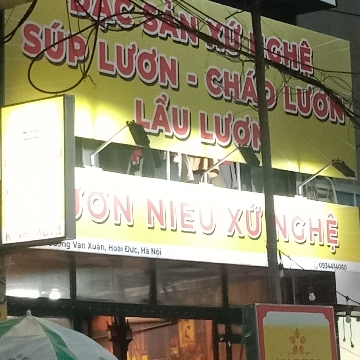 ĐẶC SẢN XỨ NGHỆ
SÚP LƯƠN - CHÁO LƯƠN
LẨU LƯƠN
LƯƠN NIÊU XỨ NGHỆ
Vạn Xuân, Hoài Đức, Hà Nội